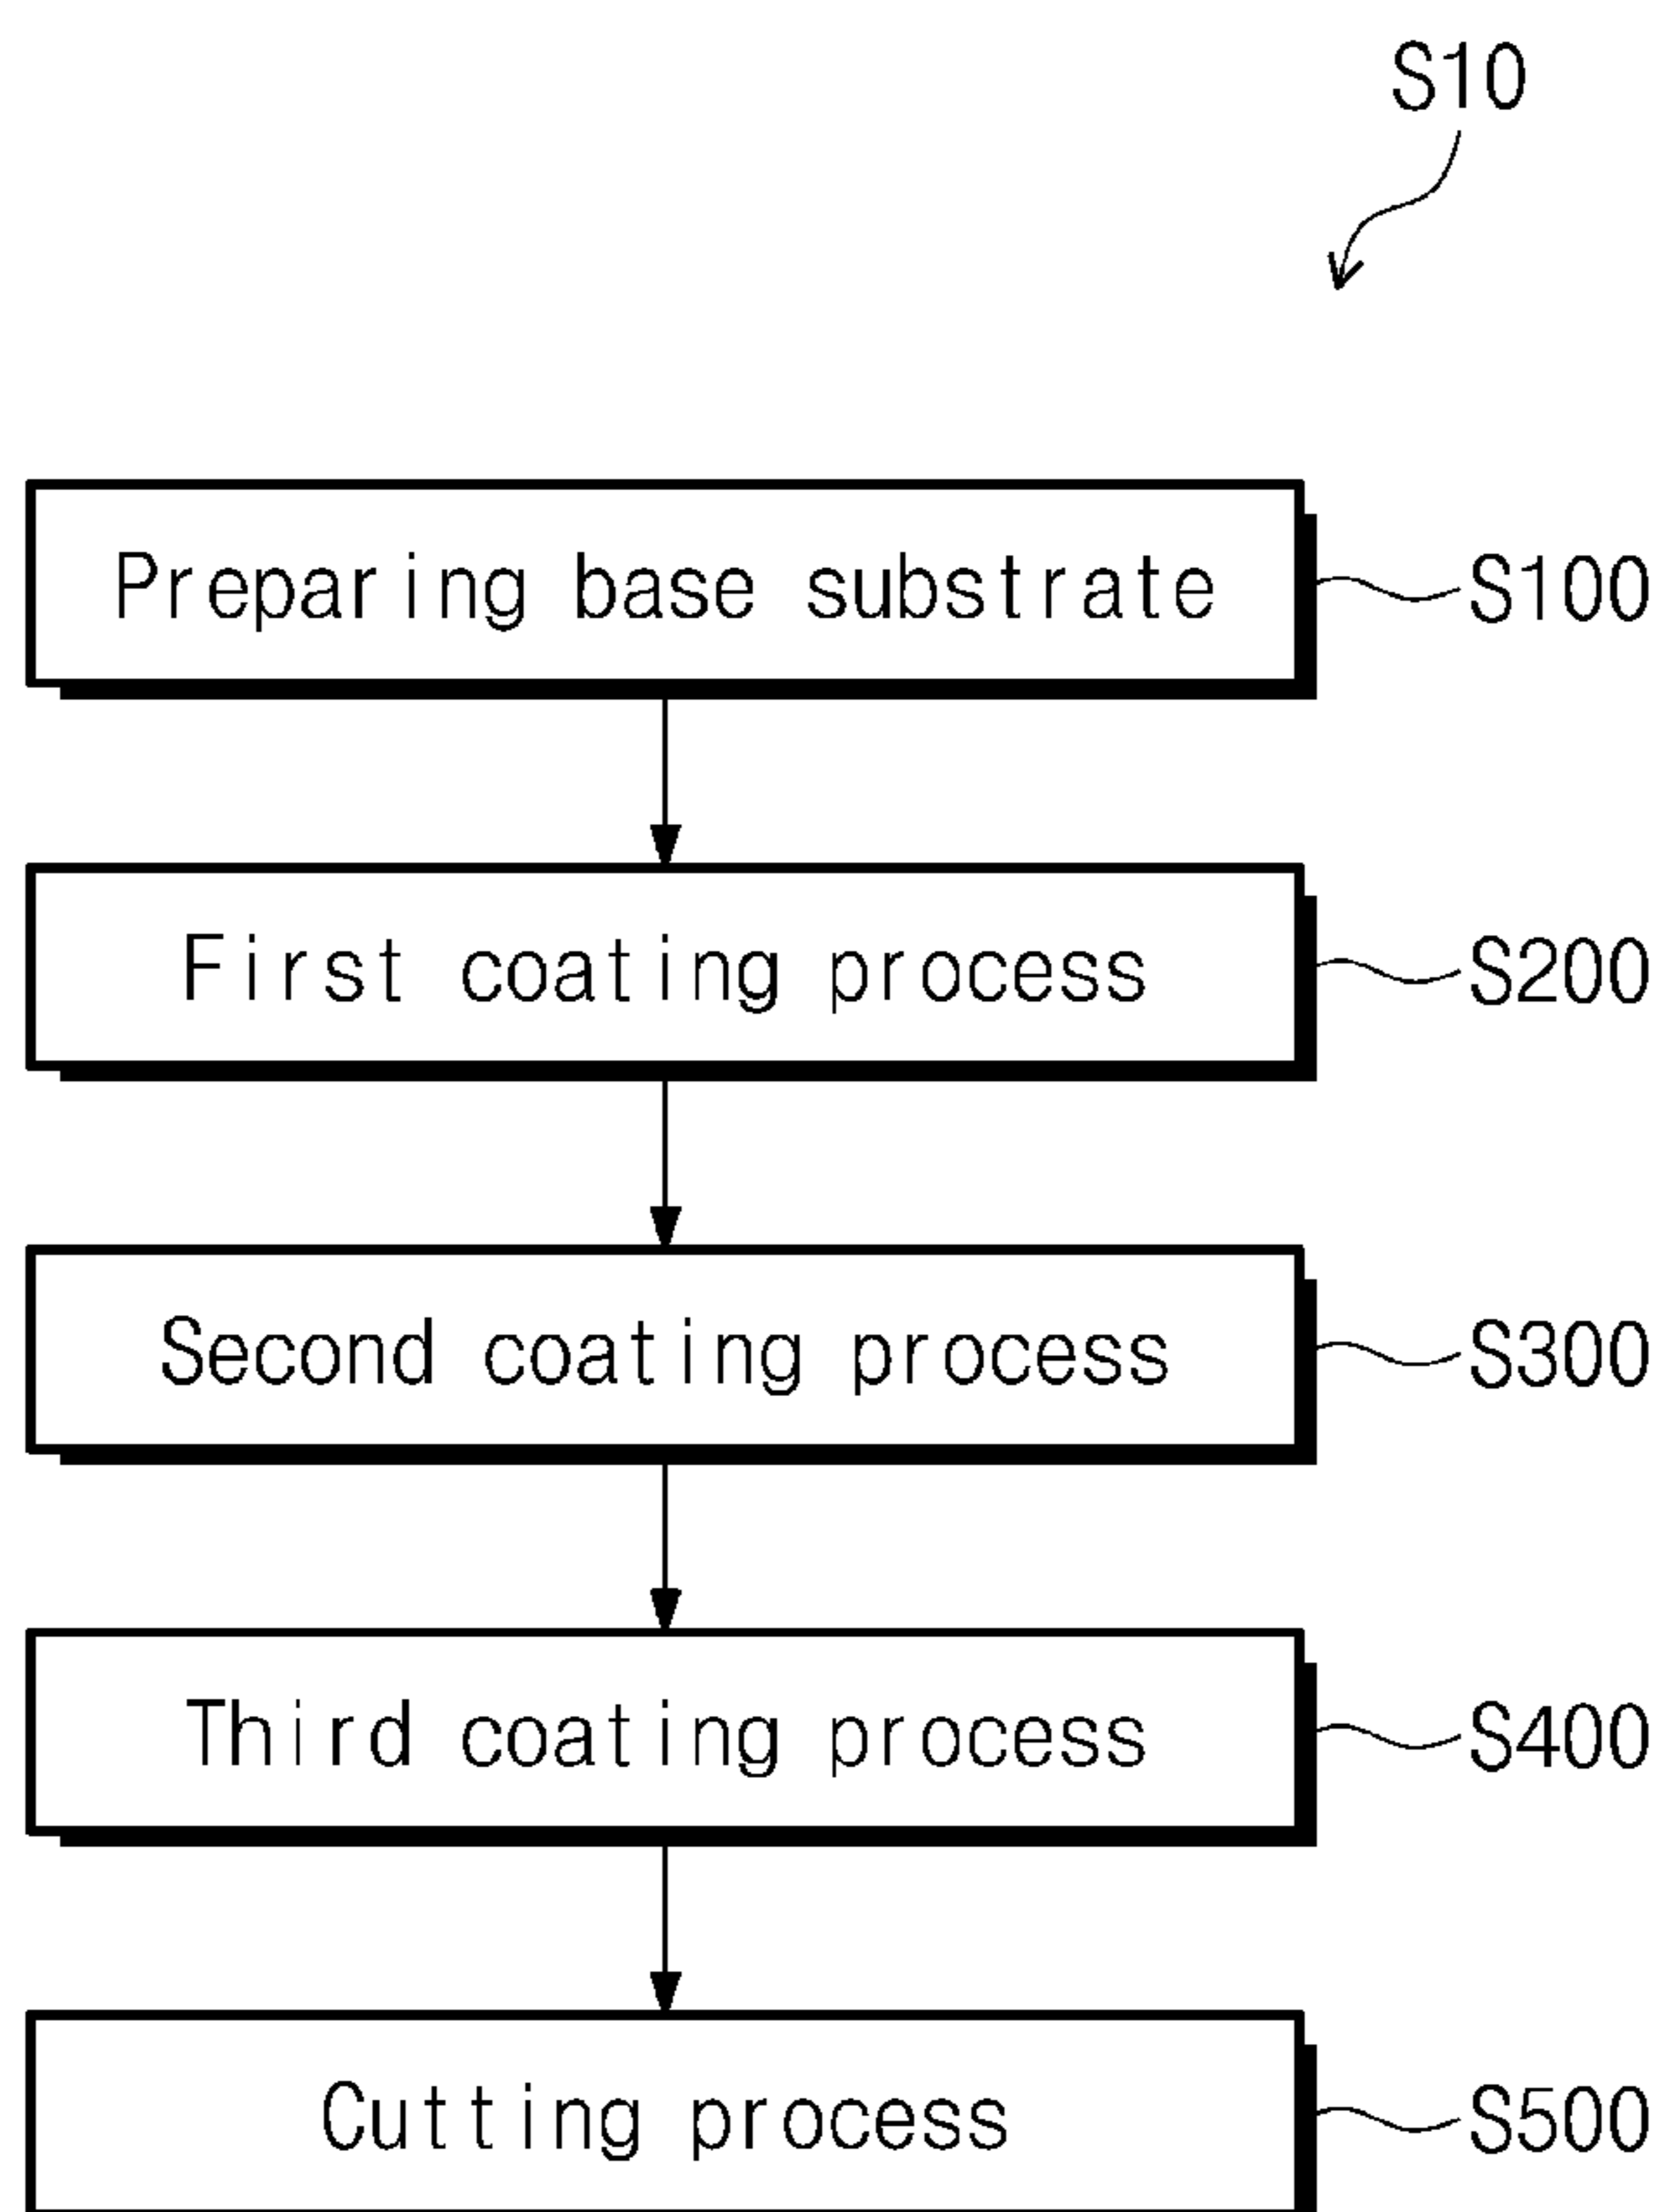 S10
Preparing base substrate S100
First coating process S200
Second coating process S300
Third coating process S400
Cutting process S500